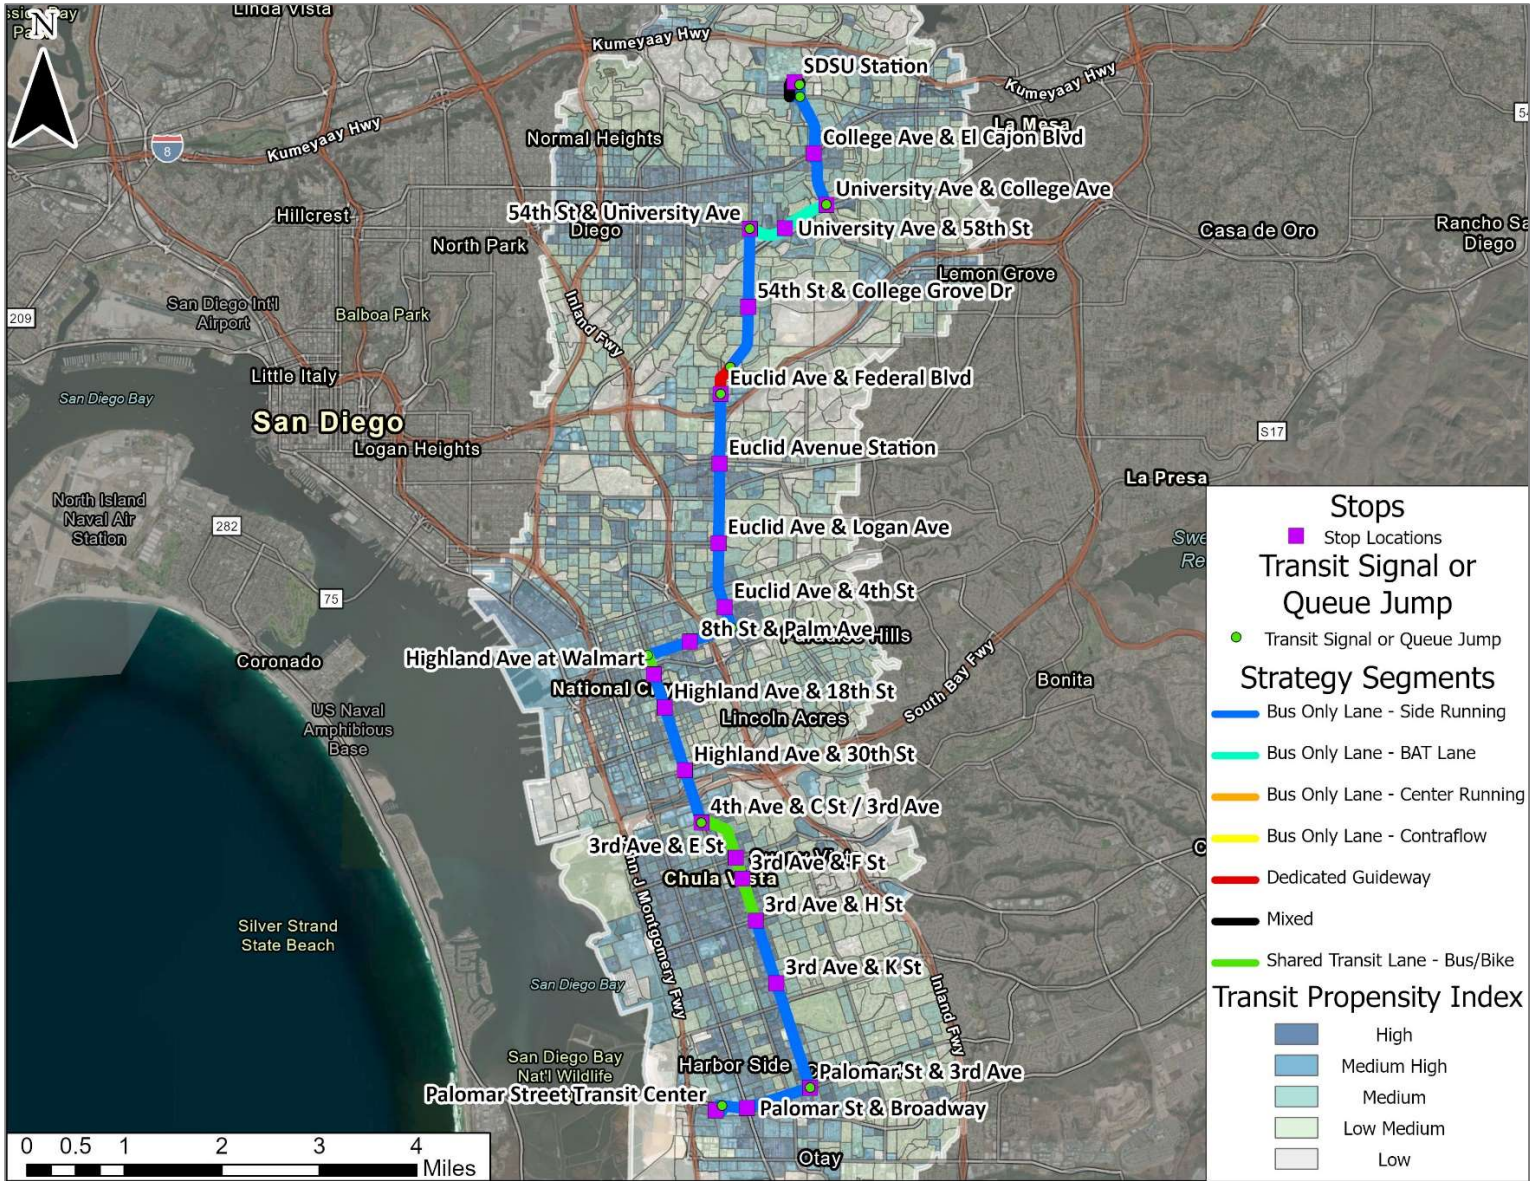 N
Linda Vista
Kumeyaay Hwy
SDSU Station
Kumeyaay Hwy
La Mesa
Normal Heights
Kumeyaay Hwy
8
College Ave & El Cajon Blvd
University Ave & College Ave
Hillcrest
54th St & University Ave
Diego
University Ave & 58th St
Casa de Oro
Rancho Sa
Diego
North Park
Lemon Grove
San Diego Int'l
Airport
54th St & College Grove Dr
Inland Fwy
Balboa Park
209
Little Italy
Euclid Ave & Federal Blvd
San Diego Bay
San Diego
Logan Heights
Euclid Avenue Station
S17
La Presa
North Island
Naval Air
Station
282
Euclid Ave & Logan Ave
75
Euclid Ave & 4th St
8th St & Palm Ave
Hills
Coronado
Highland Ave at Walmart
National
Highland Ave & 18th St
South Bay Fwy
Bonita
Lincoln Acres
US Naval
Amphibious
Base
Highland Ave & 30th St
4th Ave & C St / 3rd Ave
3rd Ave & E St
3rd Ave & F St
Chula Vista
3rd Ave & H St
Silver Strand
State Beach
John J Montgomery Fwy
3rd Ave & K St
San Diego Bay
Inland Fwy
San Diego Bay
Nat'l Wildlife
Harbor Side
Palomar St & 3rd Ave
Palomar Street Transit Center
Palomar St & Broadway
Otay
0 0.5 1 2 3 4
Miles
Stops
Stop Locations
Transit Signal or
Queue Jump
Transit Signal or Queue Jump
Strategy Segments
Bus Only Lane - Side Running
Bus Only Lane - BAT Lane
Bus Only Lane - Center Running
Bus Only Lane - Contraflow
Dedicated Guideway
Mixed
Shared Transit Lane - Bus/Bike
Transit Propensity Index
High
Medium High
Medium
Low Medium
Low